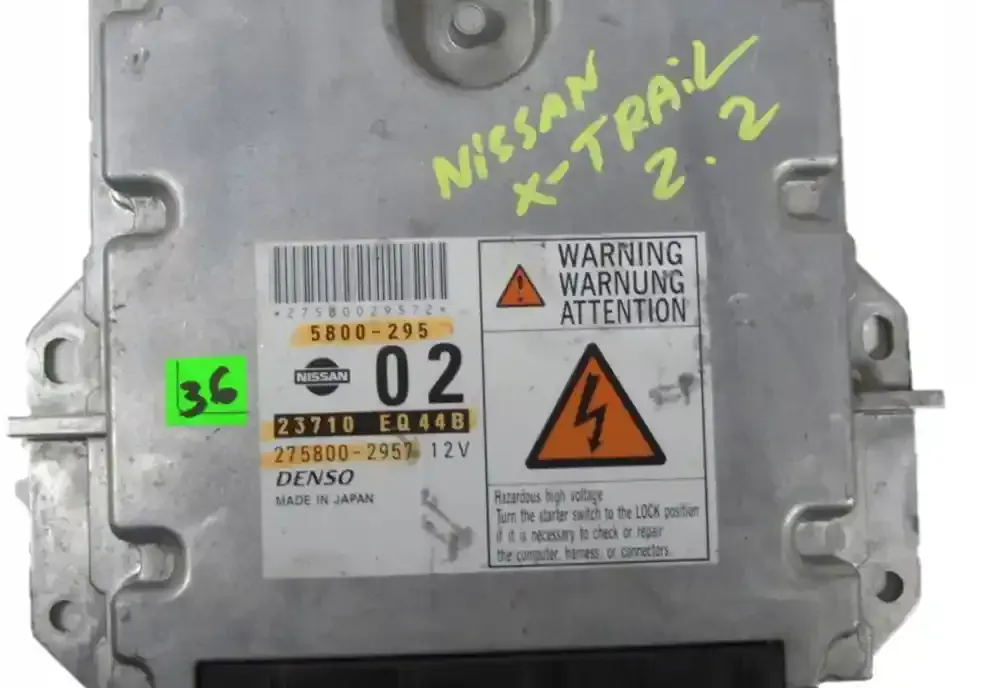 NiSSAN
X-TRAiL
2.2
*27580029572*
5800-295
NISSAN
02
36
23710 EQ44B
275800-2957 12V
DENSO
MADE IN JAPAN
WARNING
WARNUNG
ATTENTION
Hazardous high voltage
Turn the starter switch to the LOCK position
if it is necessary to check or repair
the computer, harness, or connectors.